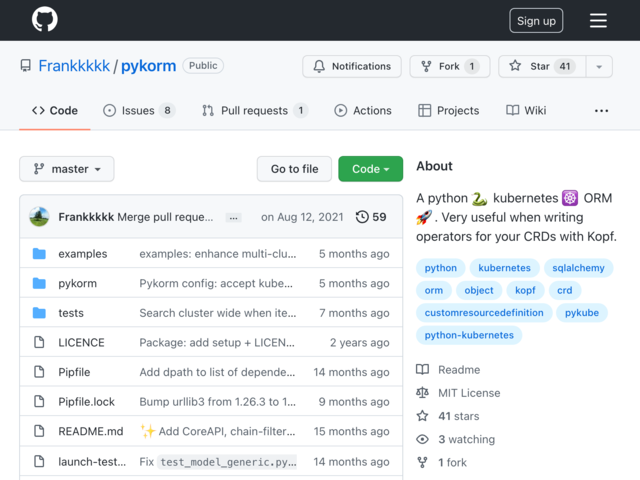 Sign up
Frankkkkk / pykorm Public
Notifications Fork 1 Star 41
Code Issues 8 Pull requests 1 Actions Projects Wiki ...
master Go to file Code
Frankkkkk Merge pull reque... ... on Aug 12, 2021 59
examples examples: enhance multi-clu... 5 months ago
pykorm Pykorm config: accept kube... 5 months ago
tests Search cluster wide when ite... 7 months ago
LICENCE Package: add setup + LICEN... 2 years ago
Pipfile Add dpath to list of depende... 14 months ago
Pipfile.lock Bump urllib3 from 1.26.3 to 1... 9 months ago
README.md ✨ Add CoreAPI, chain-filter... 15 months ago
launch-test... Fix test_model_generic.py... 14 months ago
About
A python 🐍 kubernetes ☸️ ORM
🚀 . Very useful when writing
operators for your CRDs with Kopf.
python kubernetes sqlalchemy
orm object kopf crd
customresourcedefinition pykube
python-kubernetes
Readme
MIT License
41 stars
3 watching
1 fork